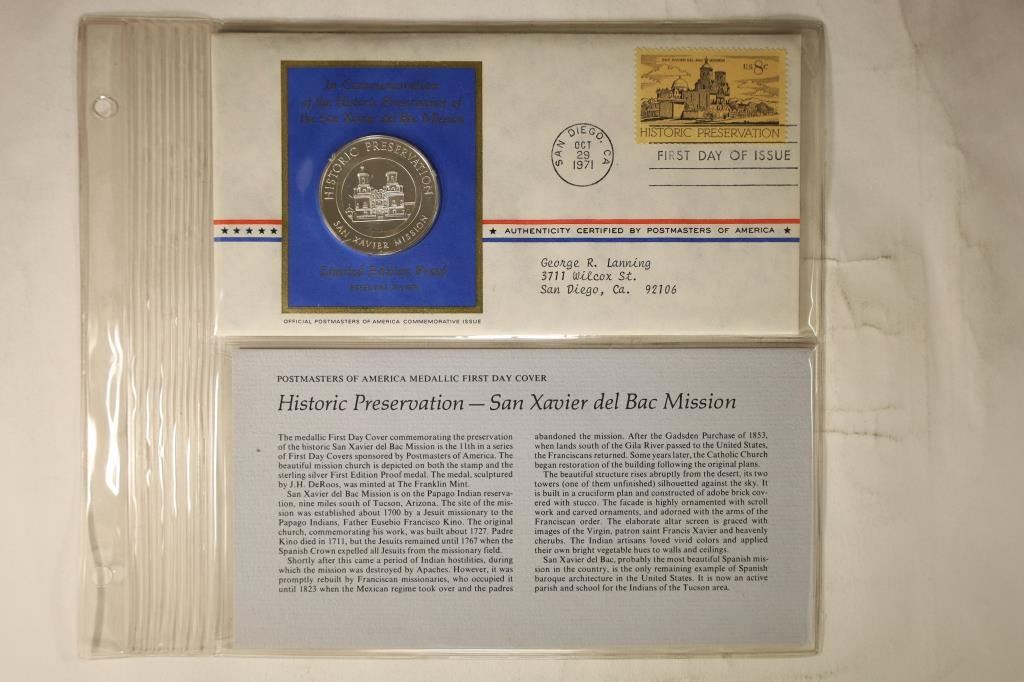 In Commemoration
of the Historic Preservation of
the San Xavier del Bac Mission
HISTORIC PRESERVATION
SAN XAVIER MISSION
Limited Edition Proof
STERLING SILVER
OFFICIAL POSTMASTERS OF AMERICA COMMEMORATIVE ISSUE
SAN XAVIER DEL BAC MISSION
U.S. 8c
HISTORIC PRESERVATION
SAN DIEGO, CA
OCT
29
1971
FIRST DAY OF ISSUE
★ ★ ★ ★ ★
★ AUTHENTICITY CERTIFIED BY POSTMASTERS OF AMERICA ★
George R. Lanning
3711 Wilcox St.
San Diego, Ca. 92106
POSTMASTERS OF AMERICA MEDALLIC FIRST DAY COVER
Historic Preservation — San Xavier del Bac Mission
The medallic First Day Cover commemorating the preservation
of the historic San Xavier del Bac Mission is the 11th in a series
of First Day Covers sponsored by Postmasters of America. The
beautiful mission church is depicted on both the stamp and the
sterling silver First Edition Proof medal. The medal, sculptured
by J.H. DeRoos, was minted at The Franklin Mint.
San Xavier del Bac Mission is on the Papago Indian reserva-
tion, nine miles south of Tucson, Arizona. The site of the mis-
sion was established about 1700 by a Jesuit missionary to the
Papago Indians, Father Eusebio Francisco Kino. The original
church, commemorating his work, was built about 1727. Padre
Kino died in 1711, but the Jesuits remained until 1767 when the
Spanish Crown expelled all Jesuits from the missionary field.
Shortly after this came a period of Indian hostilities, during
which the mission was destroyed by Apaches. However, it was
promptly rebuilt by Franciscan missionaries, who occupied it
until 1823 when the Mexican regime took over and the padres
abandoned the mission. After the Gadsden Purchase of 1853,
when lands south of the Gila River passed to the United States,
the Franciscans returned. Some years later, the Catholic Church
began restoration of the building following the original plans.
The beautiful structure rises abruptly from the desert, its two
towers (one of them unfinished) silhouetted against the sky. It
is built in a cruciform plan and constructed of adobe brick cov-
ered with stucco. The facade is highly ornamented with scroll
work and carved ornaments, and adorned with the arms of the
Franciscan order. The elaborate altar screen is graced with
images of the Virgin, patron saint Francis Xavier and heavenly
cherubs. The Indian artisans loved vivid colors and applied
their own bright vegetable hues to walls and ceilings.
San Xavier del Bac, probably the most beautiful Spanish mis-
sion in the country, is the only remaining example of Spanish
baroque architecture in the United States. It is now an active
parish and school for the Indians of the Tucson area.